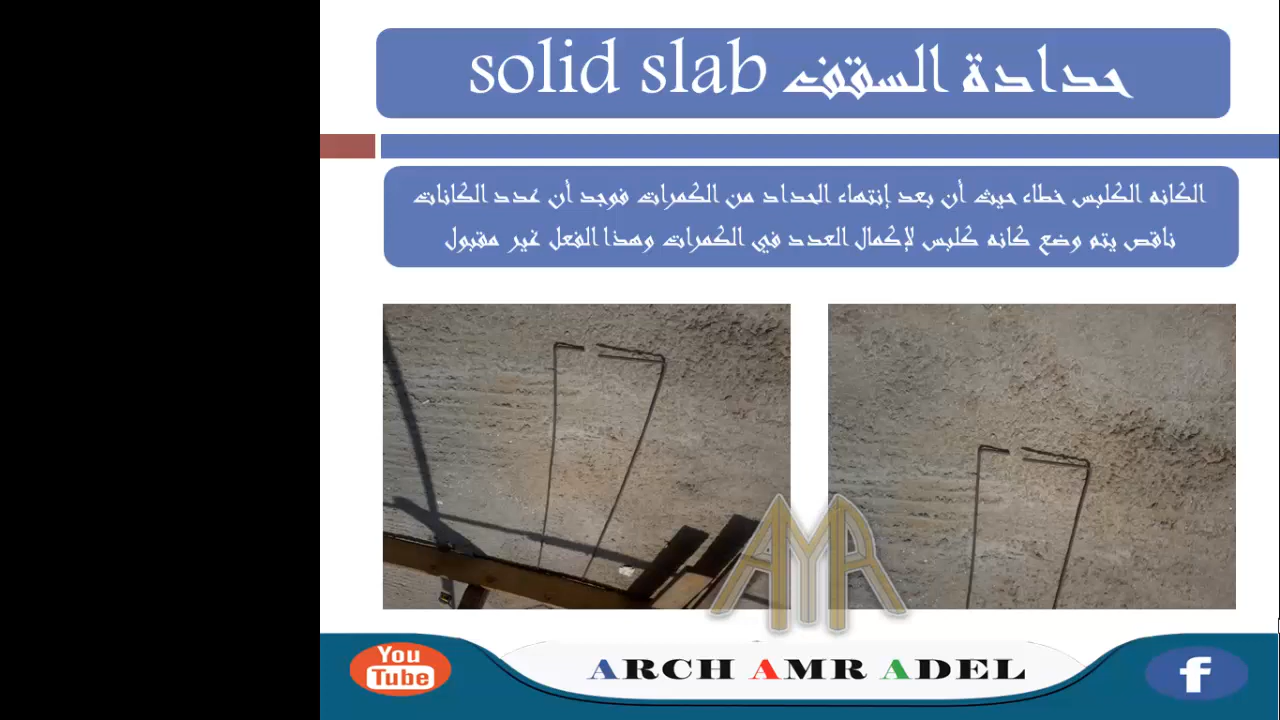 حدادة السقف solid slab
الكانه الكلبس خطاء حيث أن بعد إنتهاء الحداد من الكمرات فوجد أن عدد الكانات
ناقص يتم وضع كانه كلبس لإكمال العدد في الكمرات وهذا الفعل غير مقبول
AMR
You
Tube
ARCH AMR ADEL
f